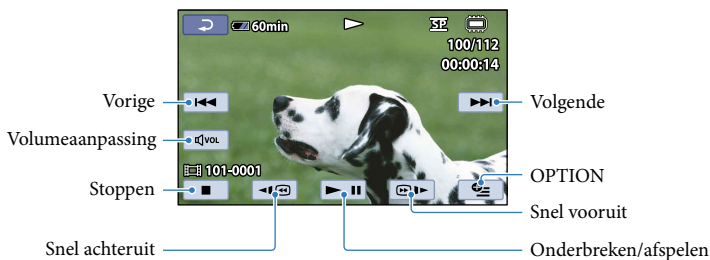 60min SP
100/112
00:00:14
Vorige
Volgende
Volumeaanpassing
VOL
101-0001
Stoppen
OPTION
Snel vooruit
Snel achteruit
Onderbreken/afspelen